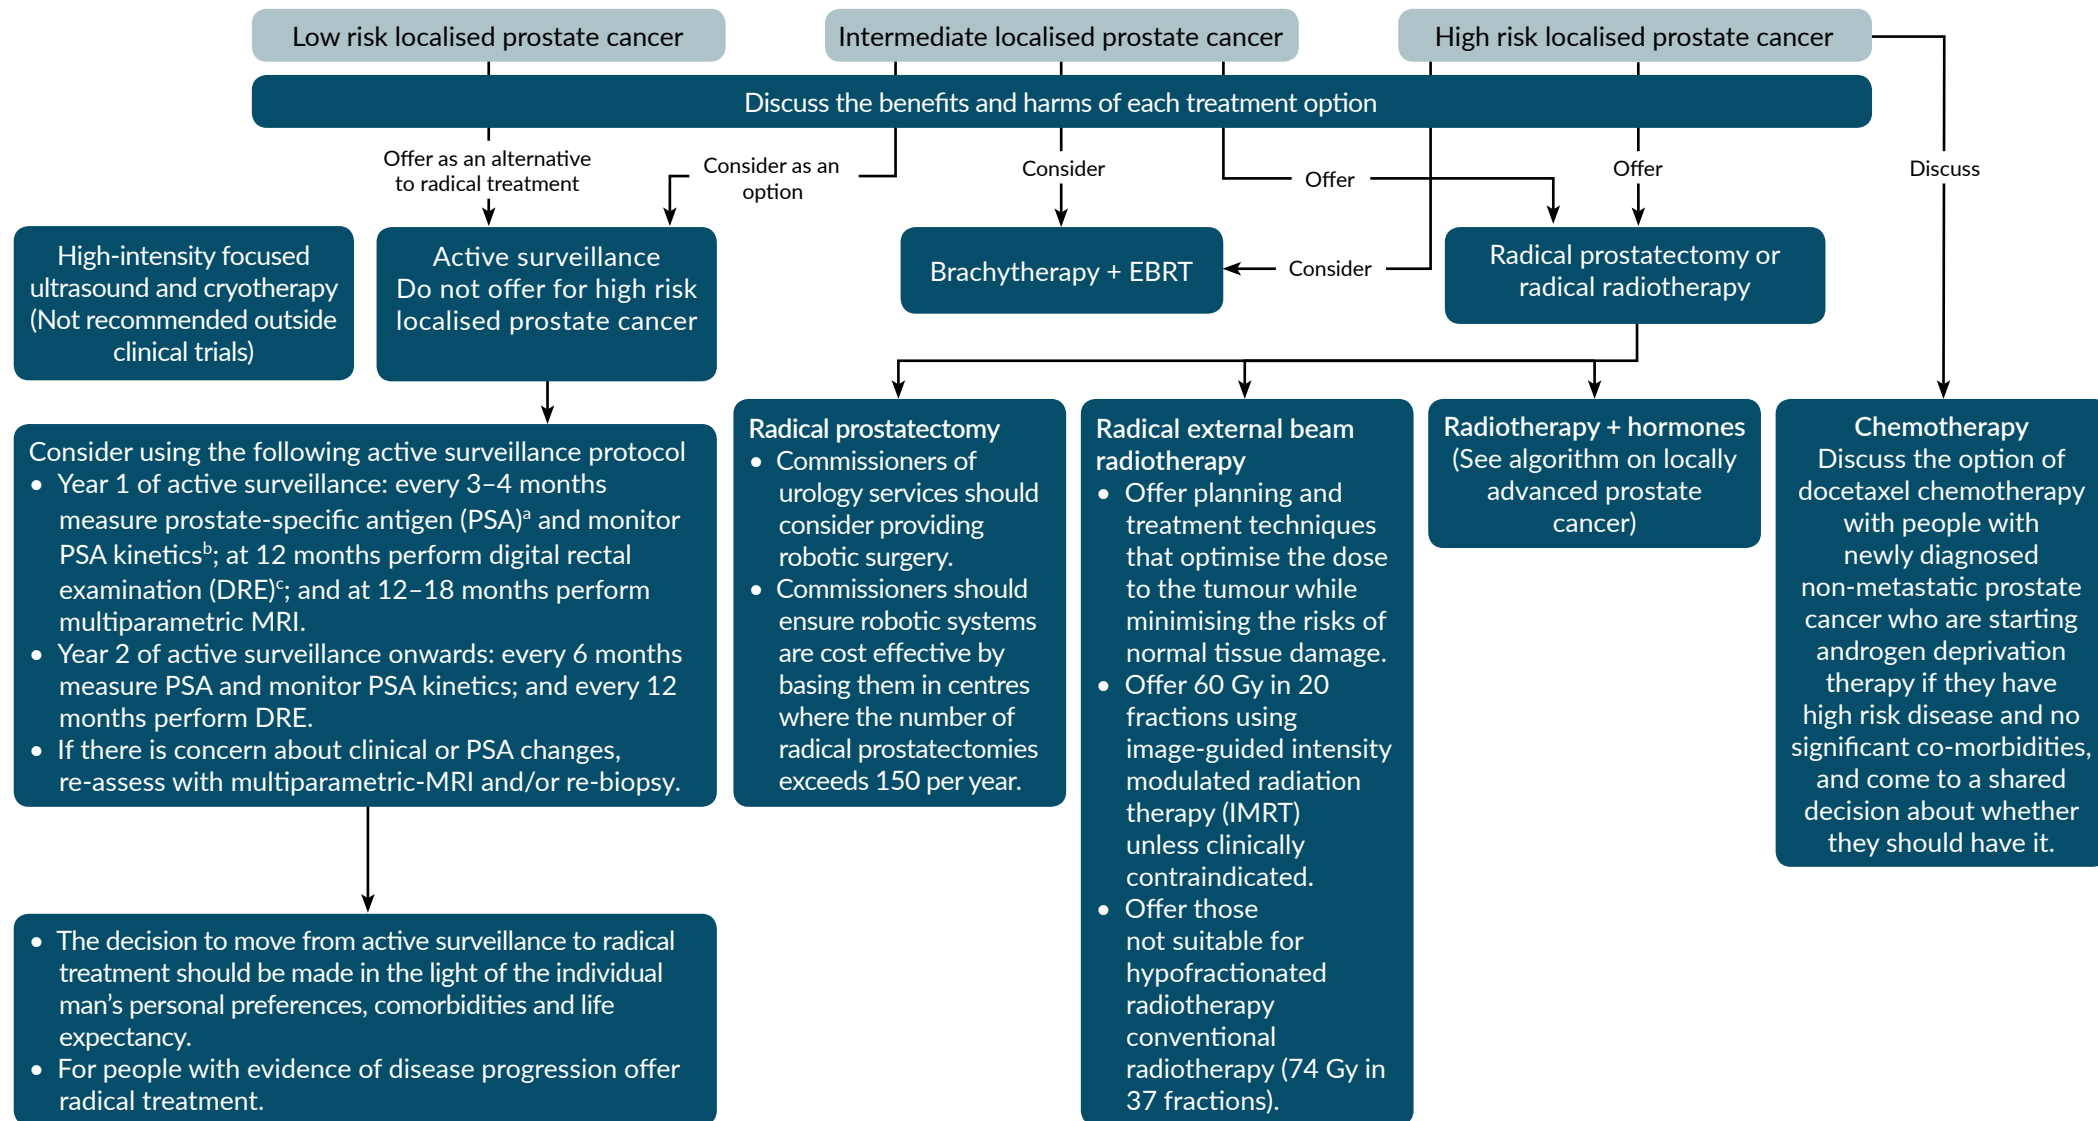 Low risk localised prostate cancer
Intermediate localised prostate cancer
High risk localised prostate cancer
Discuss the benefits and harms of each treatment option
Offer as an alternative
to radical treatment
Consider as an
option
Consider
Offer
Offer
Discuss
High-intensity focused
ultrasound and cryotherapy
(Not recommended outside
clinical trials)
Active surveillance
Do not offer for high risk
localised prostate cancer
Brachytherapy + EBRT
Consider
Radical prostatectomy or
radical radiotherapy
Consider using the following active surveillance protocol
• Year 1 of active surveillance: every 3–4 months
measure prostate-specific antigen (PSA)a and monitor
PSA kineticsb; at 12 months perform digital rectal
examination (DRE)c; and at 12–18 months perform
multiparametric MRI.
• Year 2 of active surveillance onwards: every 6 months
measure PSA and monitor PSA kinetics; and every 12
months perform DRE.
• If there is concern about clinical or PSA changes,
re-assess with multiparametric-MRI and/or re-biopsy.
Radical prostatectomy
• Commissioners of
urology services should
consider providing
robotic surgery.
• Commissioners should
ensure robotic systems
are cost effective by
basing them in centres
where the number of
radical prostatectomies
exceeds 150 per year.
Radical external beam
radiotherapy
• Offer planning and
treatment techniques
that optimise the dose
to the tumour while
minimising the risks of
normal tissue damage.
• Offer 60 Gy in 20
fractions using
image-guided intensity
modulated radiation
therapy (IMRT)
unless clinically
contraindicated.
• Offer those
not suitable for
hypofractionated
radiotherapy
conventional
radiotherapy (74 Gy in
37 fractions).
Radiotherapy + hormones
(See algorithm on locally
advanced prostate
cancer)
Chemotherapy
Discuss the option of
docetaxel chemotherapy
with people with
newly diagnosed
non-metastatic prostate
cancer who are starting
androgen deprivation
therapy if they have
high risk disease and no
significant co-morbidities,
and come to a shared
decision about whether
they should have it.
• The decision to move from active surveillance to radical
treatment should be made in the light of the individual
man’s personal preferences, comorbidities and life
expectancy.
• For people with evidence of disease progression offer
radical treatment.